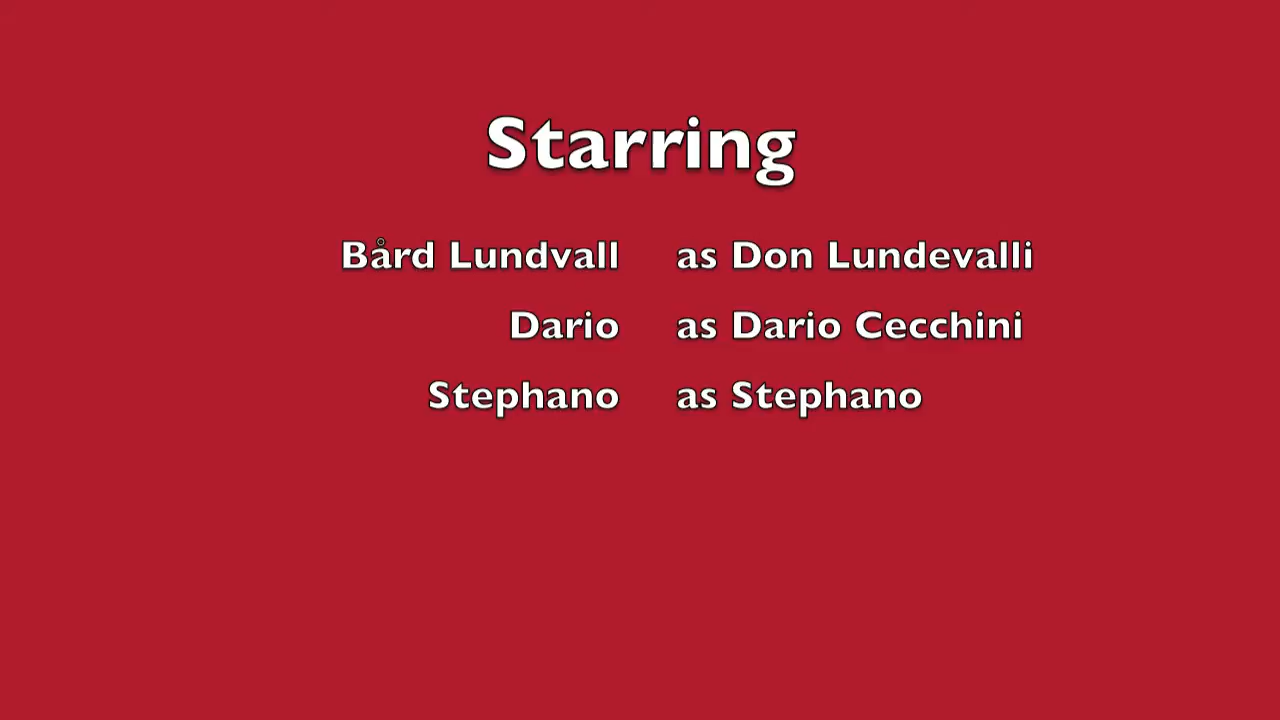 Starring
Bård Lundvall as Don Lundevalli
Dario as Dario Cecchini
Stephano as Stephano